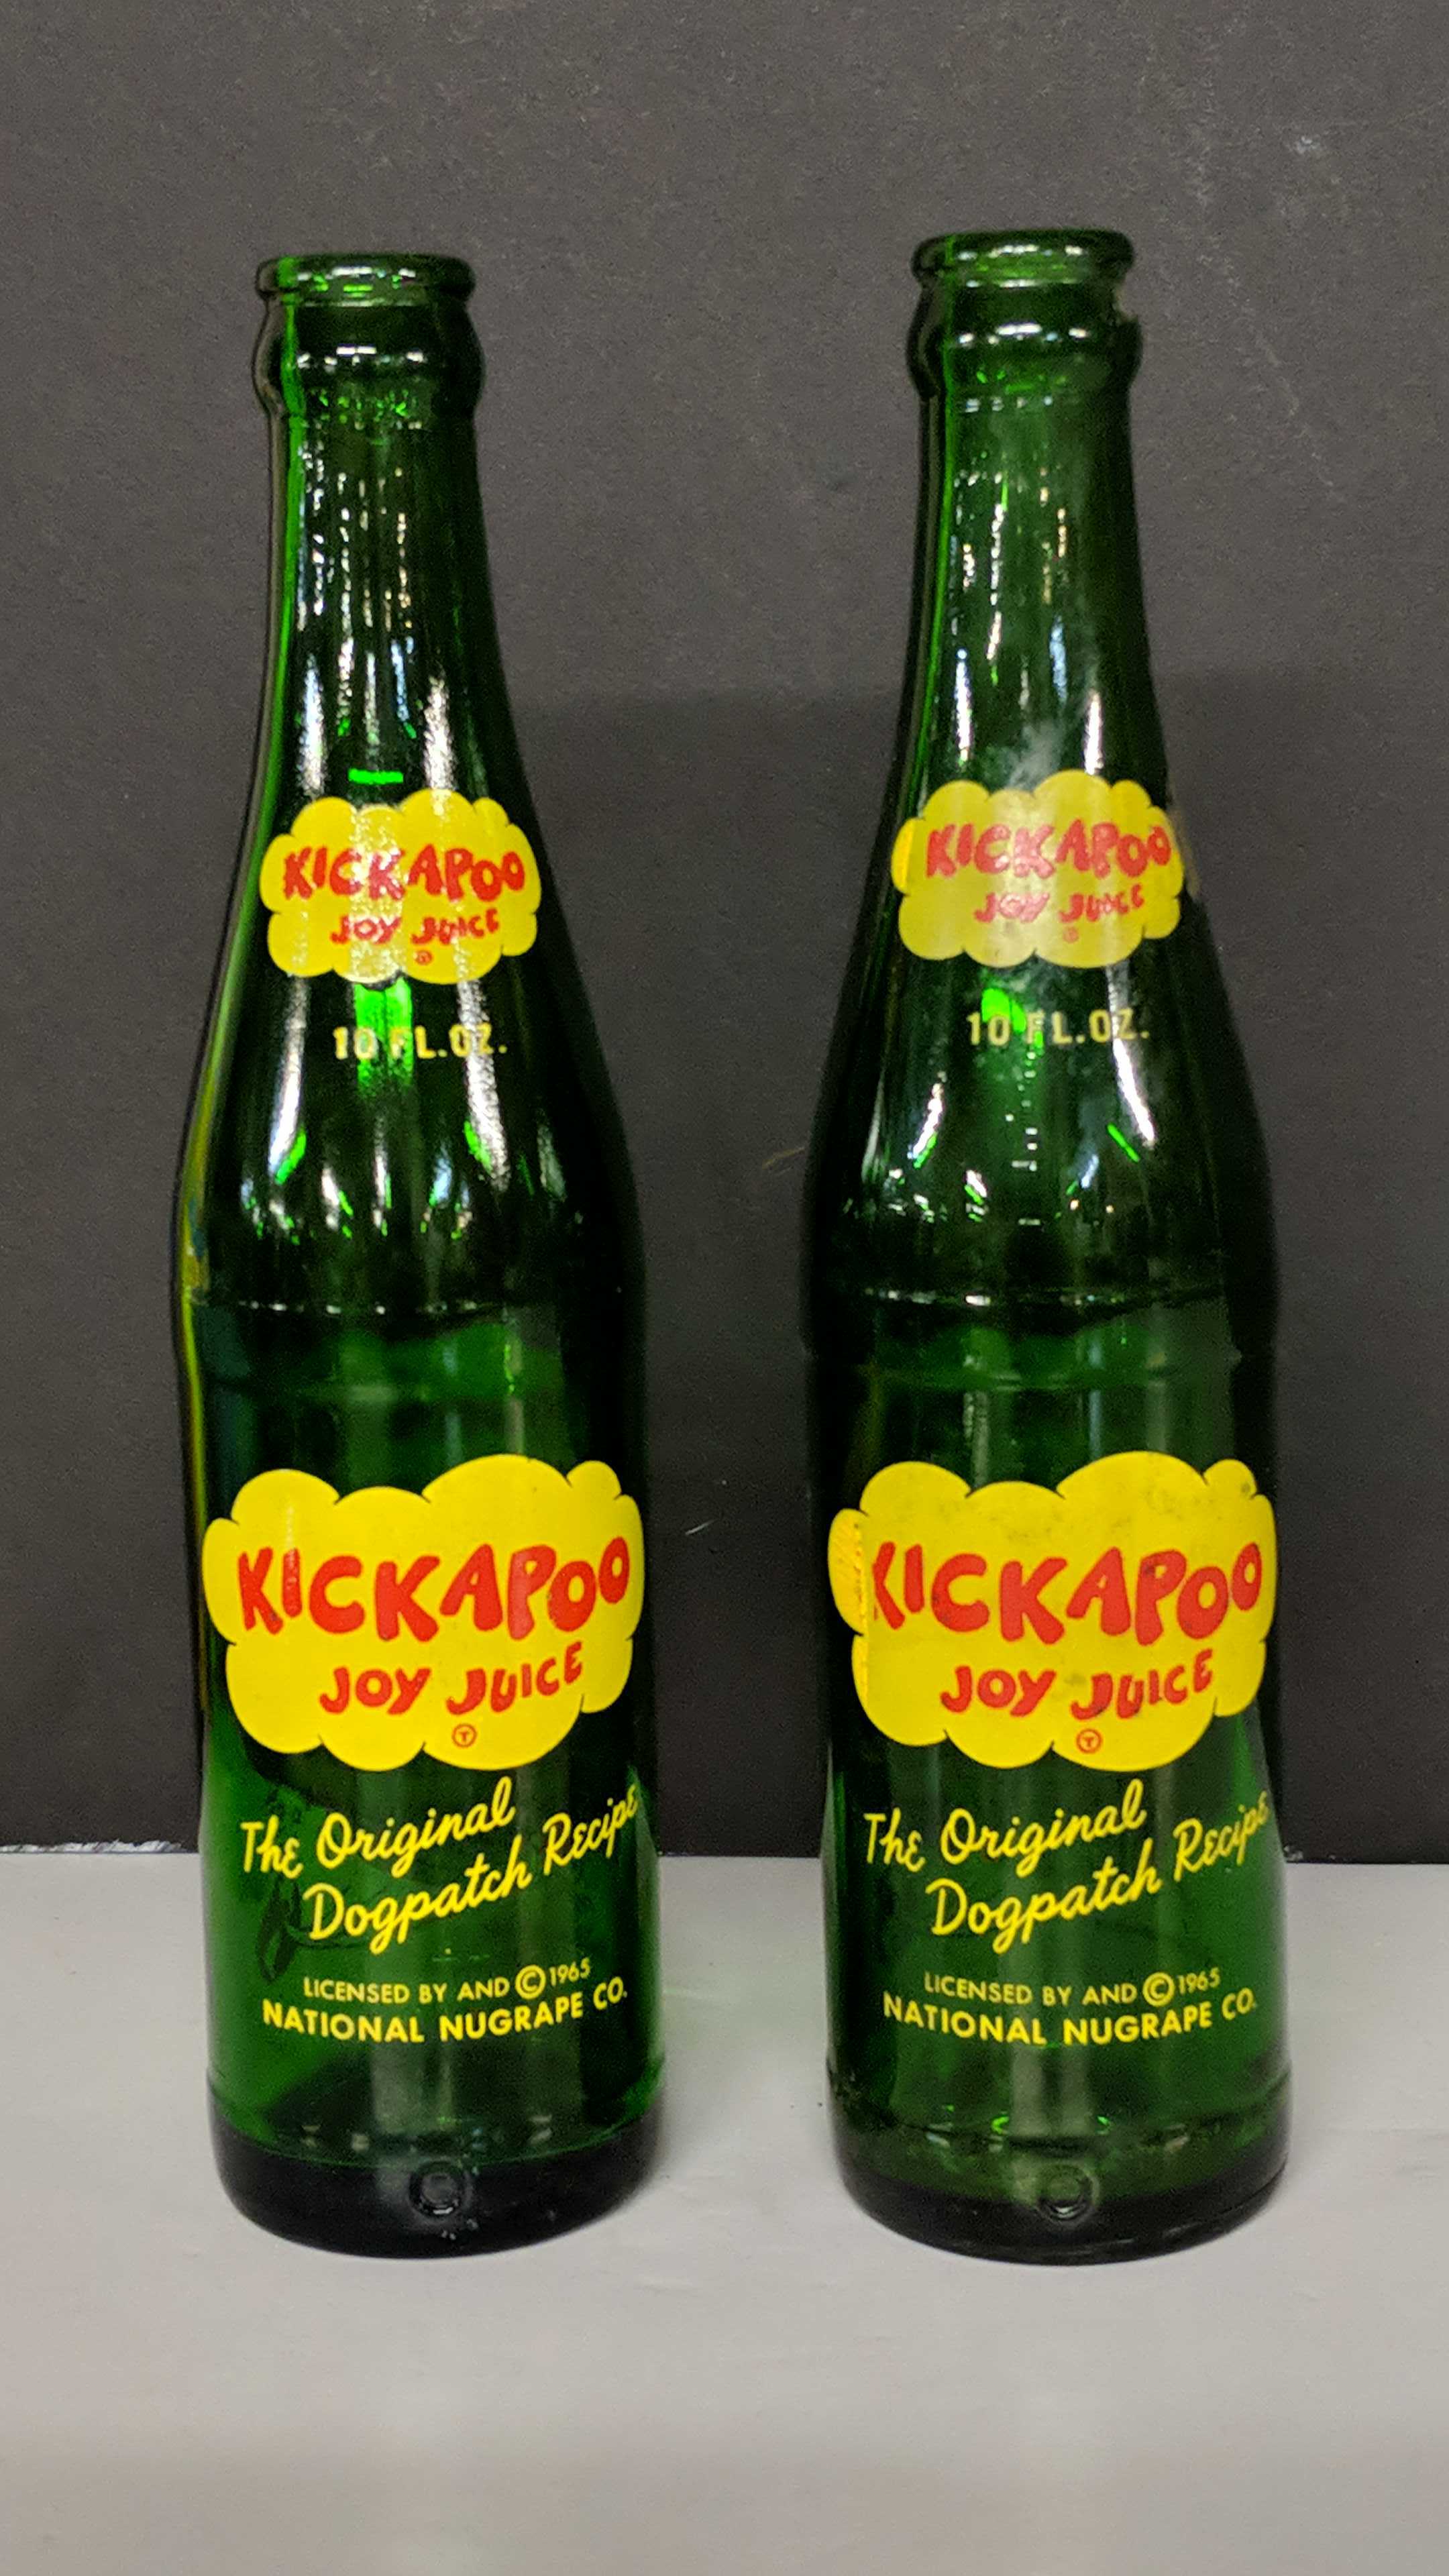 KICKAPOO
JOY JUICE
10 FL.OZ.
KICKAPOO
JOY JUICE
Ⓣ
The Original
Dogpatch Recipe
LICENSED BY AND © 1965
NATIONAL NUGRAPE CO.
KICKAPOO
JOY JUICE
10 FL.OZ.
KICKAPOO
JOY JUICE
Ⓣ
The Original
Dogpatch Recipe
LICENSED BY AND © 1965
NATIONAL NUGRAPE CO.